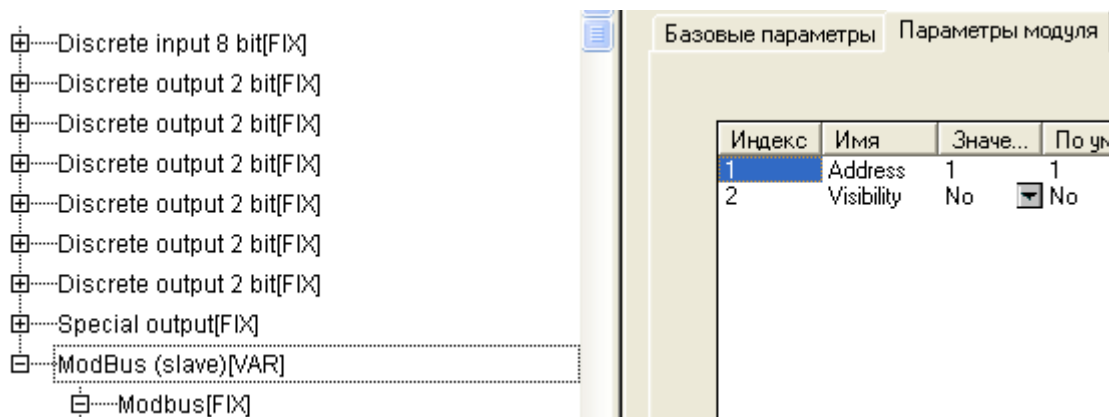 Discrete input 8 bit[FIX]
Discrete output 2 bit[FIX]
Discrete output 2 bit[FIX]
Discrete output 2 bit[FIX]
Discrete output 2 bit[FIX]
Discrete output 2 bit[FIX]
Discrete output 2 bit[FIX]
Special output[FIX]
ModBus (slave)[VAR]
Modbus[FIX]
Базовые параметры Параметры модуля
Индекс Имя Значе... По ум
1 Address 1 1
2 Visibility No No